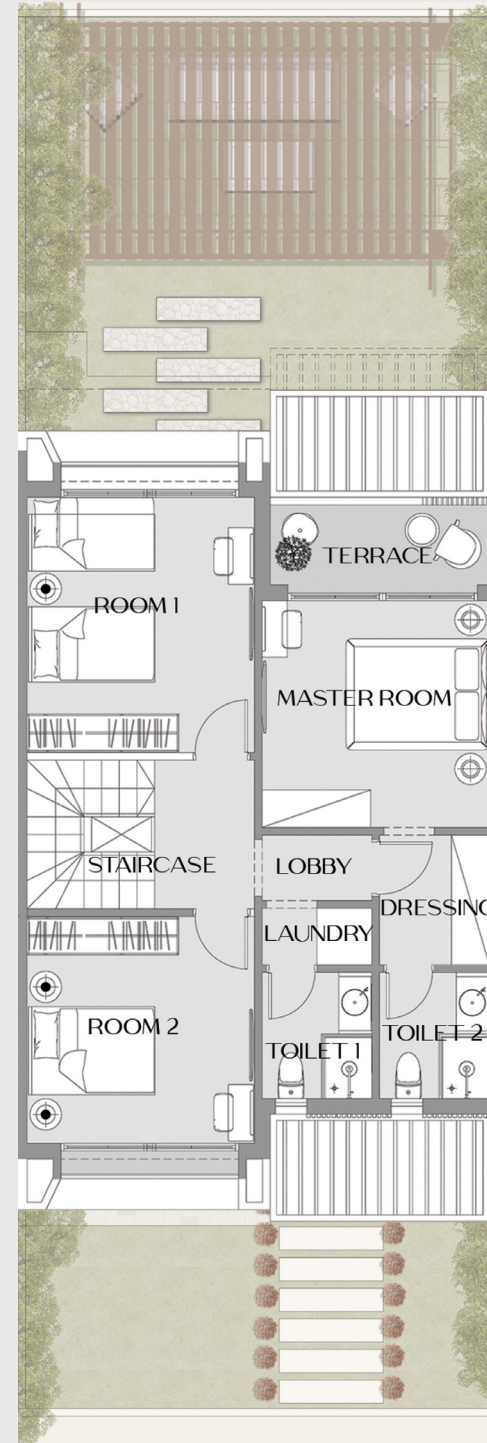 TERRACE
ROOM 1
MASTER ROOM
STAIRCASE
LOBBY
DRESSING
LAUNDRY
ROOM 2
TOILET 1
TOILET 2